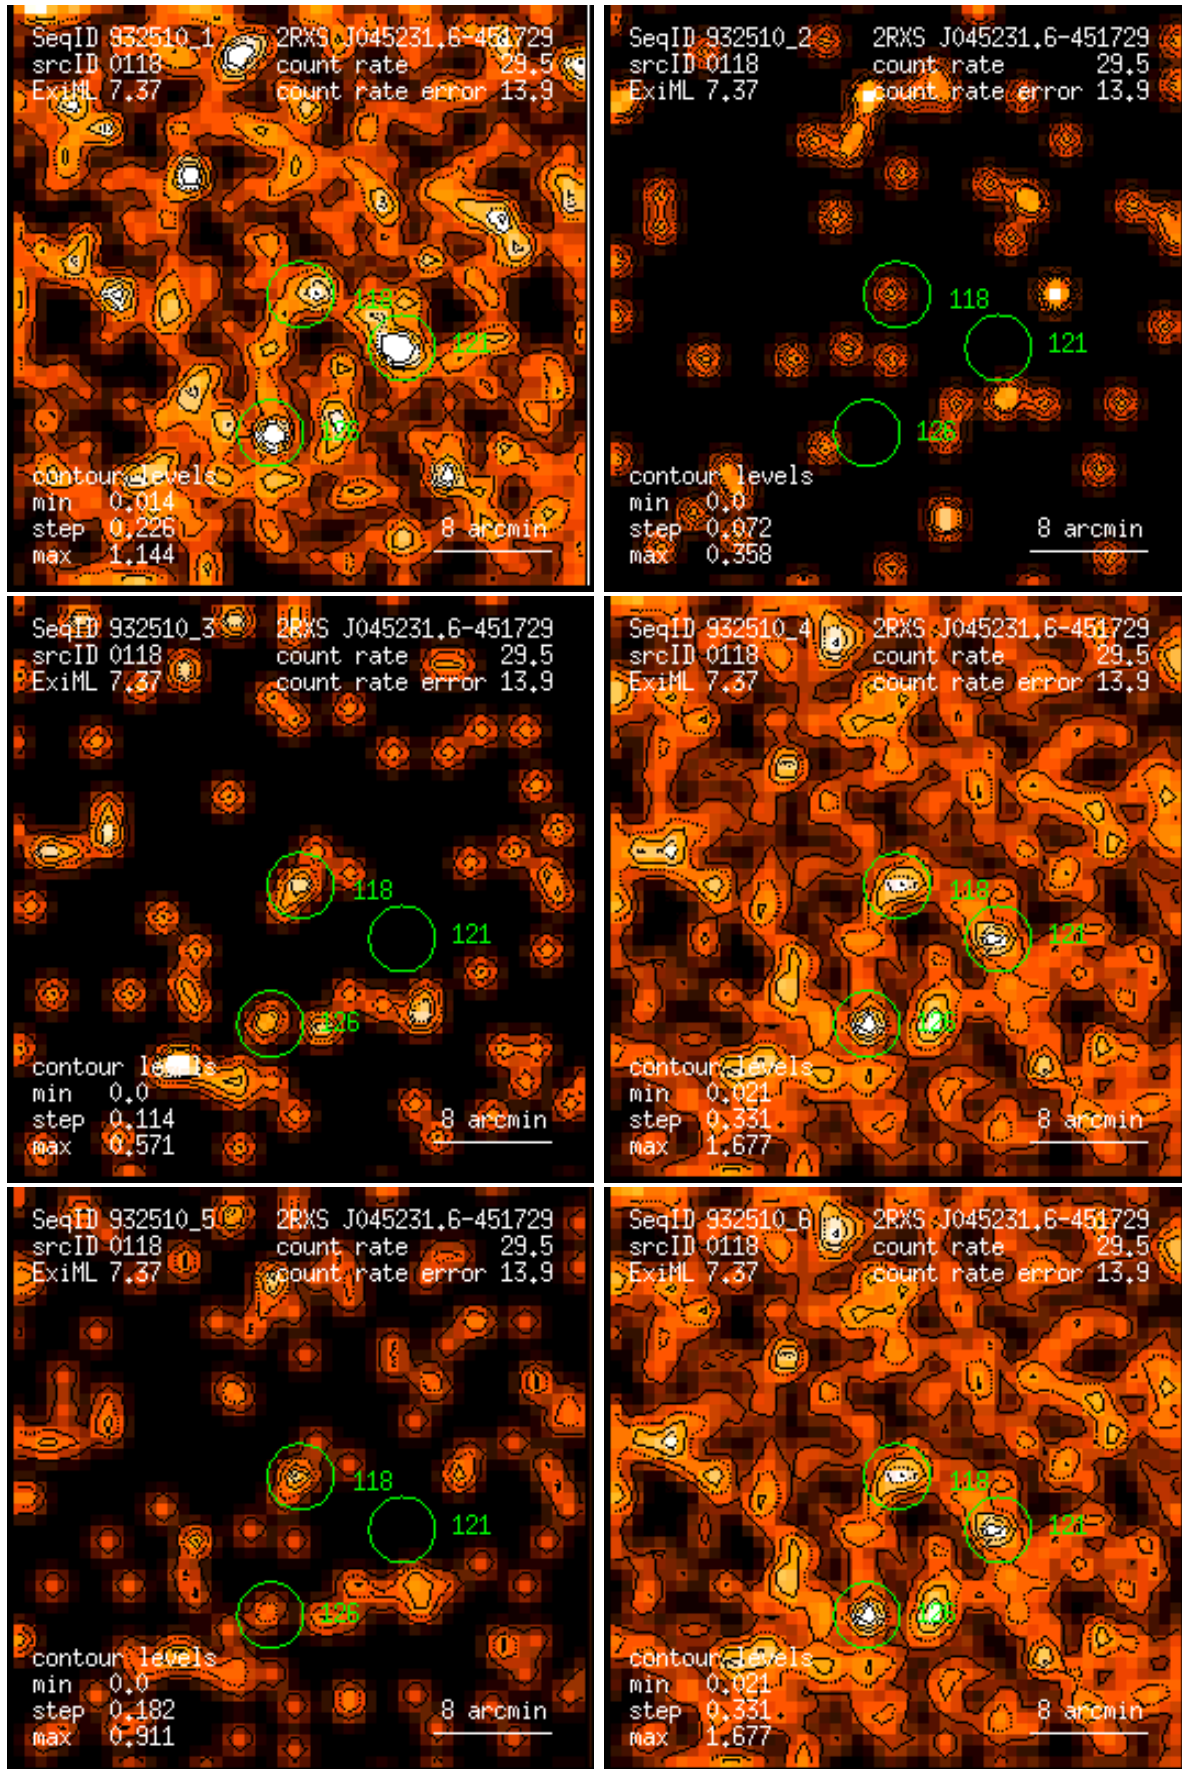 SeqID 932510_1 2RXS J045231.6-451729
srcID 0118 count rate 29.5
ExiML 7.37 count rate error 13.9
118
121
126
contour levels
min 0.014
step 0.226 8 arcmin
max 1.144
SeqID 932510_2 2RXS J045231.6-451729
srcID 0118 count rate 29.5
ExiML 7.37 count rate error 13.9
118
121
126
contour levels
min 0.0
step 0.072 8 arcmin
max 0.358
SeqID 932510_3 2RXS J045231.6-451729
srcID 0118 count rate 29.5
ExiML 7.37 count rate error 13.9
118
121
126
contour levels
min 0.0
step 0.114 8 arcmin
max 0.571
SeqID 932510_4 2RXS J045231.6-451729
srcID 0118 count rate 29.5
ExiML 7.37 count rate error 13.9
118
121
126
contour levels
min 0.021
step 0.331 8 arcmin
max 1.677
SeqID 932510_5 2RXS J045231.6-451729
srcID 0118 count rate 29.5
ExiML 7.37 count rate error 13.9
118
121
126
contour levels
min 0.0
step 0.182 8 arcmin
max 0.911
SeqID 932510_6 2RXS J045231.6-451729
srcID 0118 count rate 29.5
ExiML 7.37 count rate error 13.9
118
121
126
contour levels
min 0.021
step 0.331 8 arcmin
max 1.677